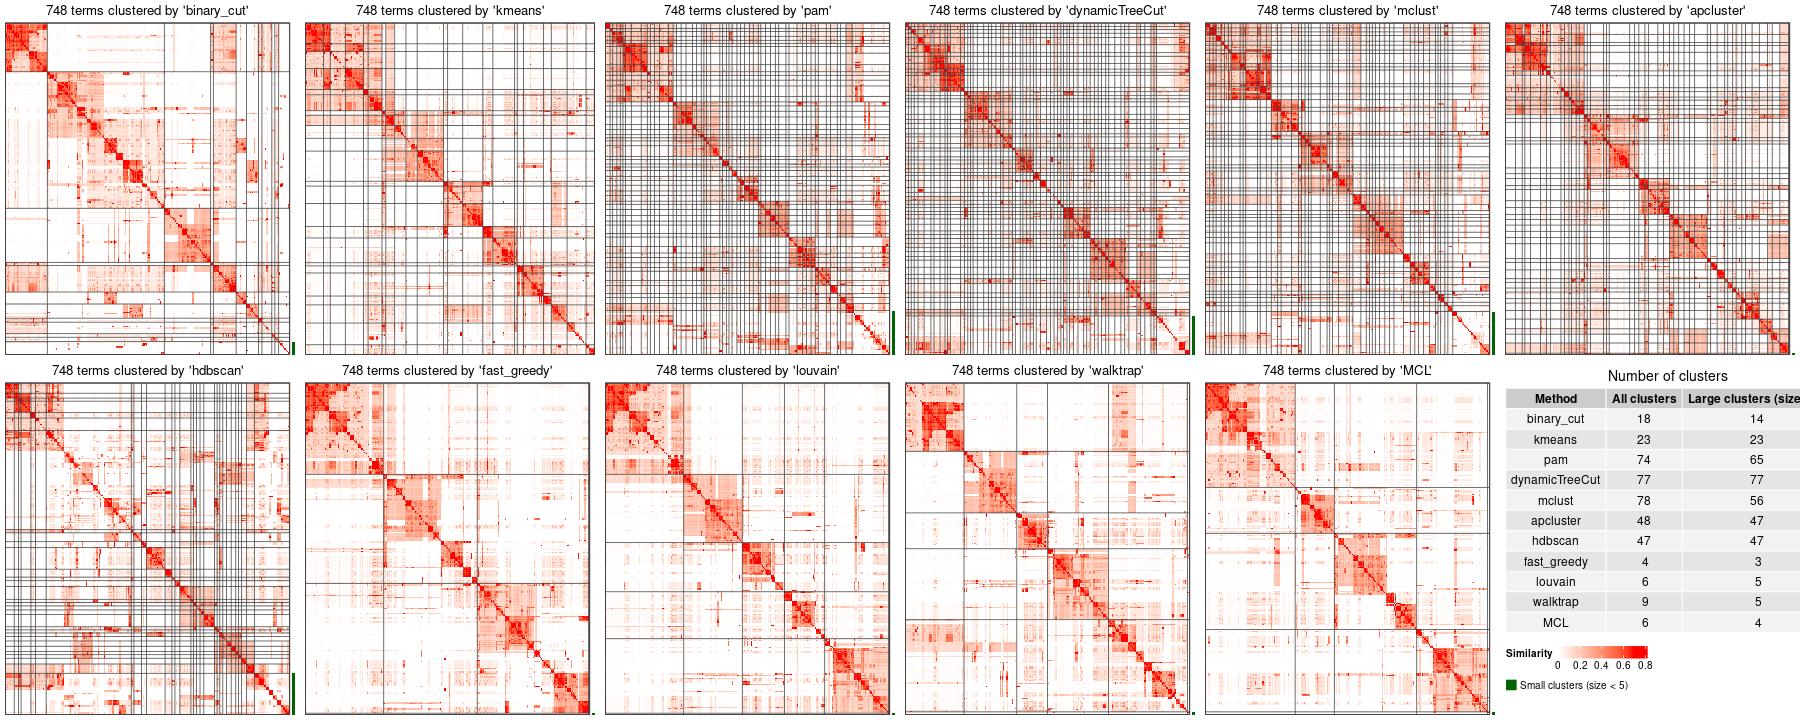 748 terms clustered by 'binary_cut'
748 terms clustered by 'kmeans'
748 terms clustered by 'pam'
748 terms clustered by 'dynamicTreeCut'
748 terms clustered by 'mclust'
748 terms clustered by 'apcluster'
748 terms clustered by 'hdbscan'
748 terms clustered by 'fast_greedy'
748 terms clustered by 'louvain'
748 terms clustered by 'walktrap'
748 terms clustered by 'MCL'
Number of clusters
Method All clusters Large clusters (size
binary_cut 18 14
kmeans 23 23
pam 74 65
dynamicTreeCut 77 77
mclust 78 56
apcluster 48 47
hdbscan 47 47
fast_greedy 4 3
louvain 6 5
walktrap 9 5
MCL 6 4
Similarity
0 0.2 0.4 0.6 0.8
Small clusters (size < 5)